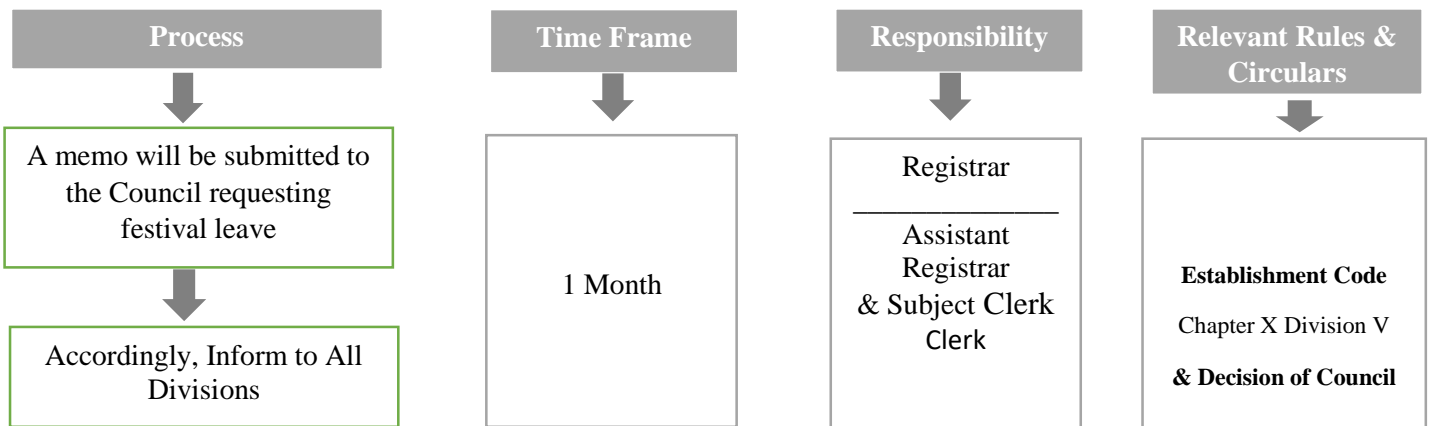 Process
A memo will be submitted to
the Council requesting
festival leave
Accordingly, Inform to All
Divisions
Time Frame
1 Month
Responsibility
Registrar
_______________
Assistant
Registrar
& Subject Clerk
Clerk
Relevant Rules &
Circulars
Establishment Code
Chapter X Division V
& Decision of Council